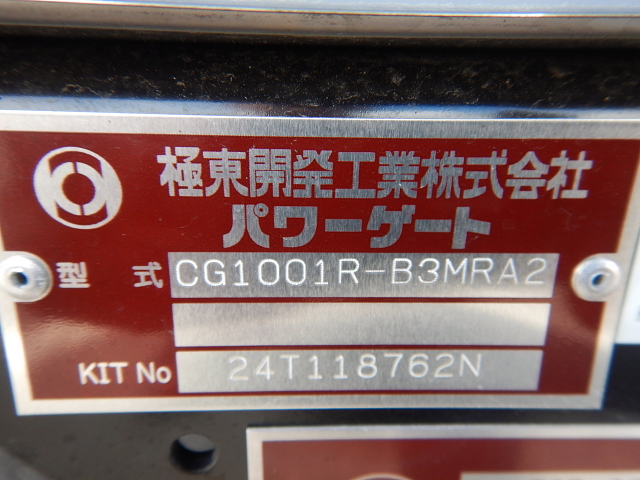 極東開発工業株式会社
パワーゲート
型 式 CG1001R-B3MRA2
KIT No 24T118762N